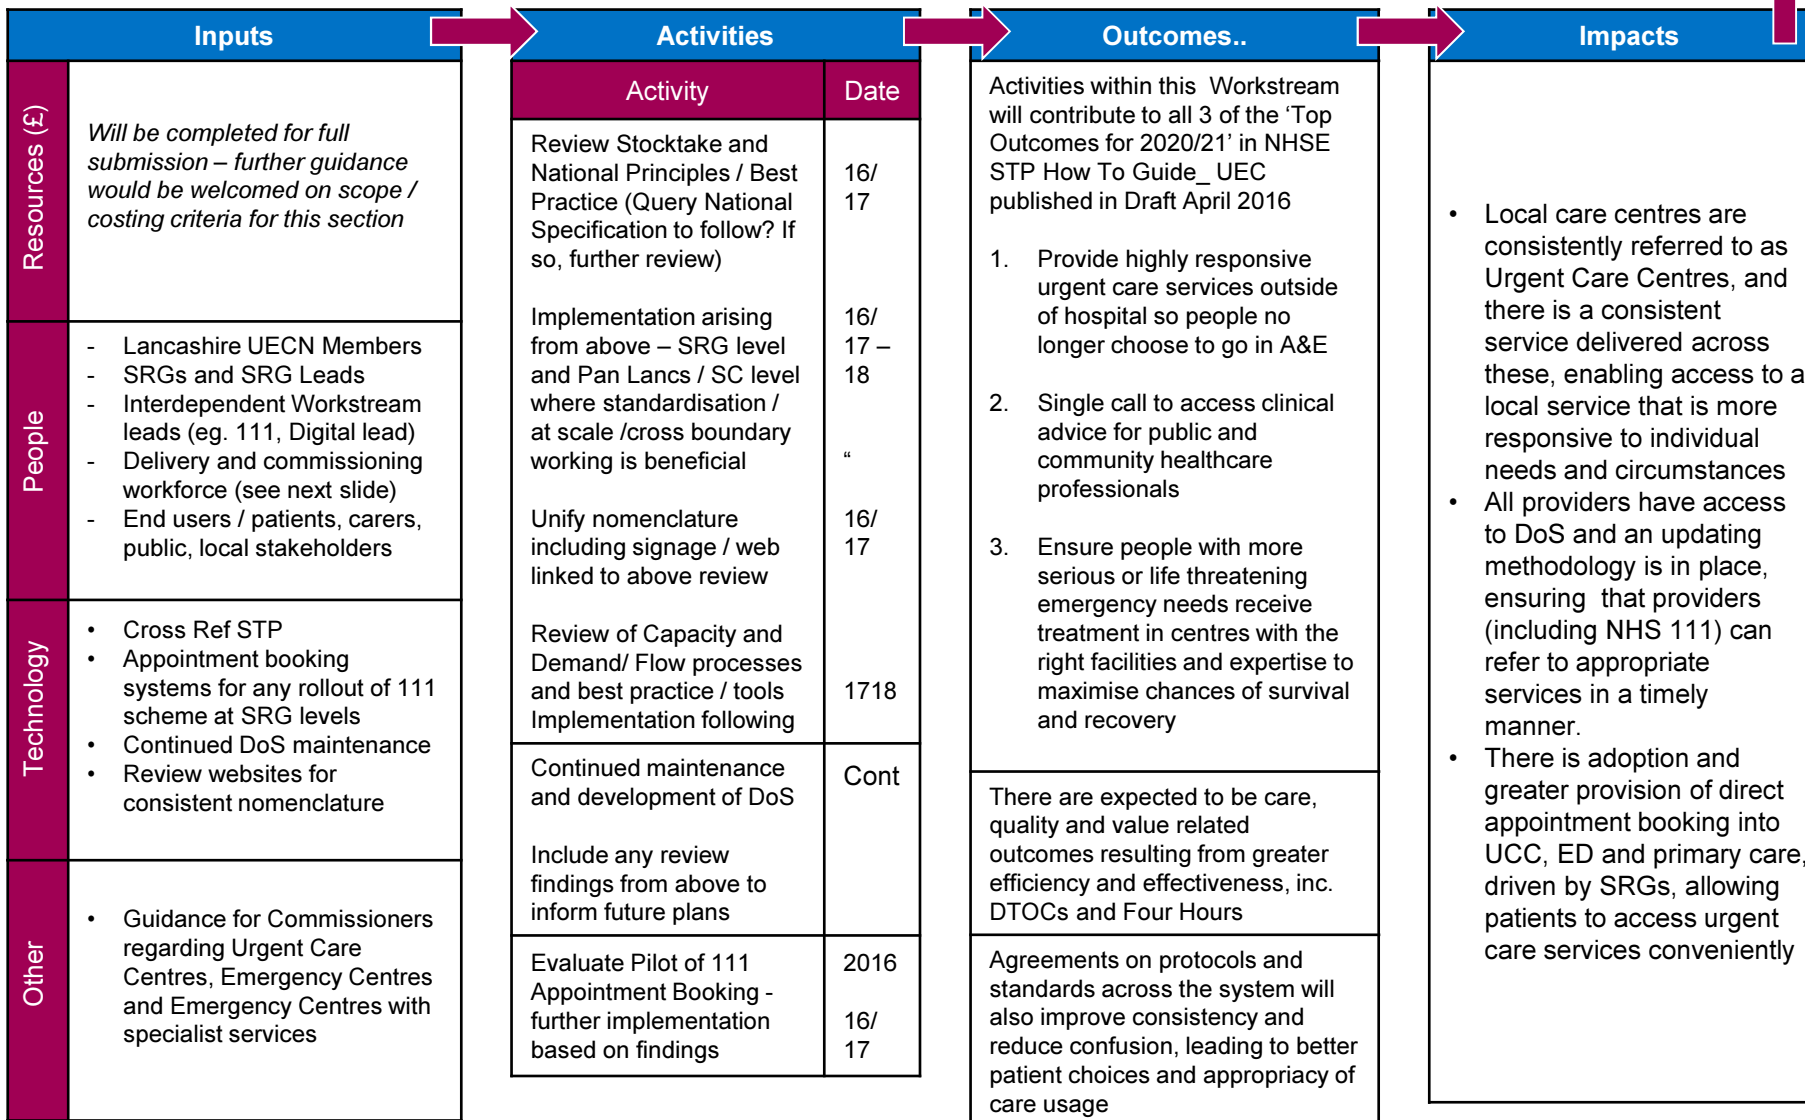 Inputs
Resources (£)
Will be completed for full
submission – further guidance
would be welcomed on scope /
costing criteria for this section
People
- Lancashire UECN Members
- SRGs and SRG Leads
- Interdependent Workstream
leads (eg. 111, Digital lead)
- Delivery and commissioning
workforce (see next slide)
- End users / patients, carers,
public, local stakeholders
Technology
• Cross Ref STP
• Appointment booking
systems for any rollout of 111
scheme at SRG levels
• Continued DoS maintenance
• Review websites for
consistent nomenclature
Other
• Guidance for Commissioners
regarding Urgent Care
Centres, Emergency Centres
and Emergency Centres with
specialist services
Activities
Activity Date
Review Stocktake and
National Principles / Best 16/
Practice (Query National 17
Specification to follow? If
so, further review)
Implementation arising 16/
from above – SRG level 17 –
and Pan Lancs / SC level 18
where standardisation /
at scale /cross boundary
working is beneficial “
Unify nomenclature 16/
including signage / web 17
linked to above review
Review of Capacity and
Demand/ Flow processes
and best practice / tools 1718
Implementation following
Continued maintenance Cont
and development of DoS
Include any review
findings from above to
inform future plans
Evaluate Pilot of 111 2016
Appointment Booking -
further implementation 16/
based on findings 17
Outcomes..
Activities within this Workstream
will contribute to all 3 of the ‘Top
Outcomes for 2020/21’ in NHSE
STP How To Guide_ UEC
published in Draft April 2016
1. Provide highly responsive
urgent care services outside
of hospital so people no
longer choose to go in A&E
2. Single call to access clinical
advice for public and
community healthcare
professionals
3. Ensure people with more
serious or life threatening
emergency needs receive
treatment in centres with the
right facilities and expertise to
maximise chances of survival
and recovery
There are expected to be care,
quality and value related
outcomes resulting from greater
efficiency and effectiveness, inc.
DTOCs and Four Hours
Agreements on protocols and
standards across the system will
also improve consistency and
reduce confusion, leading to better
patient choices and appropriacy of
care usage
Impacts
• Local care centres are
consistently referred to as
Urgent Care Centres, and
there is a consistent
service delivered across
these, enabling access to a
local service that is more
responsive to individual
needs and circumstances
• All providers have access
to DoS and an updating
methodology is in place,
ensuring that providers
(including NHS 111) can
refer to appropriate
services in a timely
manner.
• There is adoption and
greater provision of direct
appointment booking into
UCC, ED and primary care,
driven by SRGs, allowing
patients to access urgent
care services conveniently